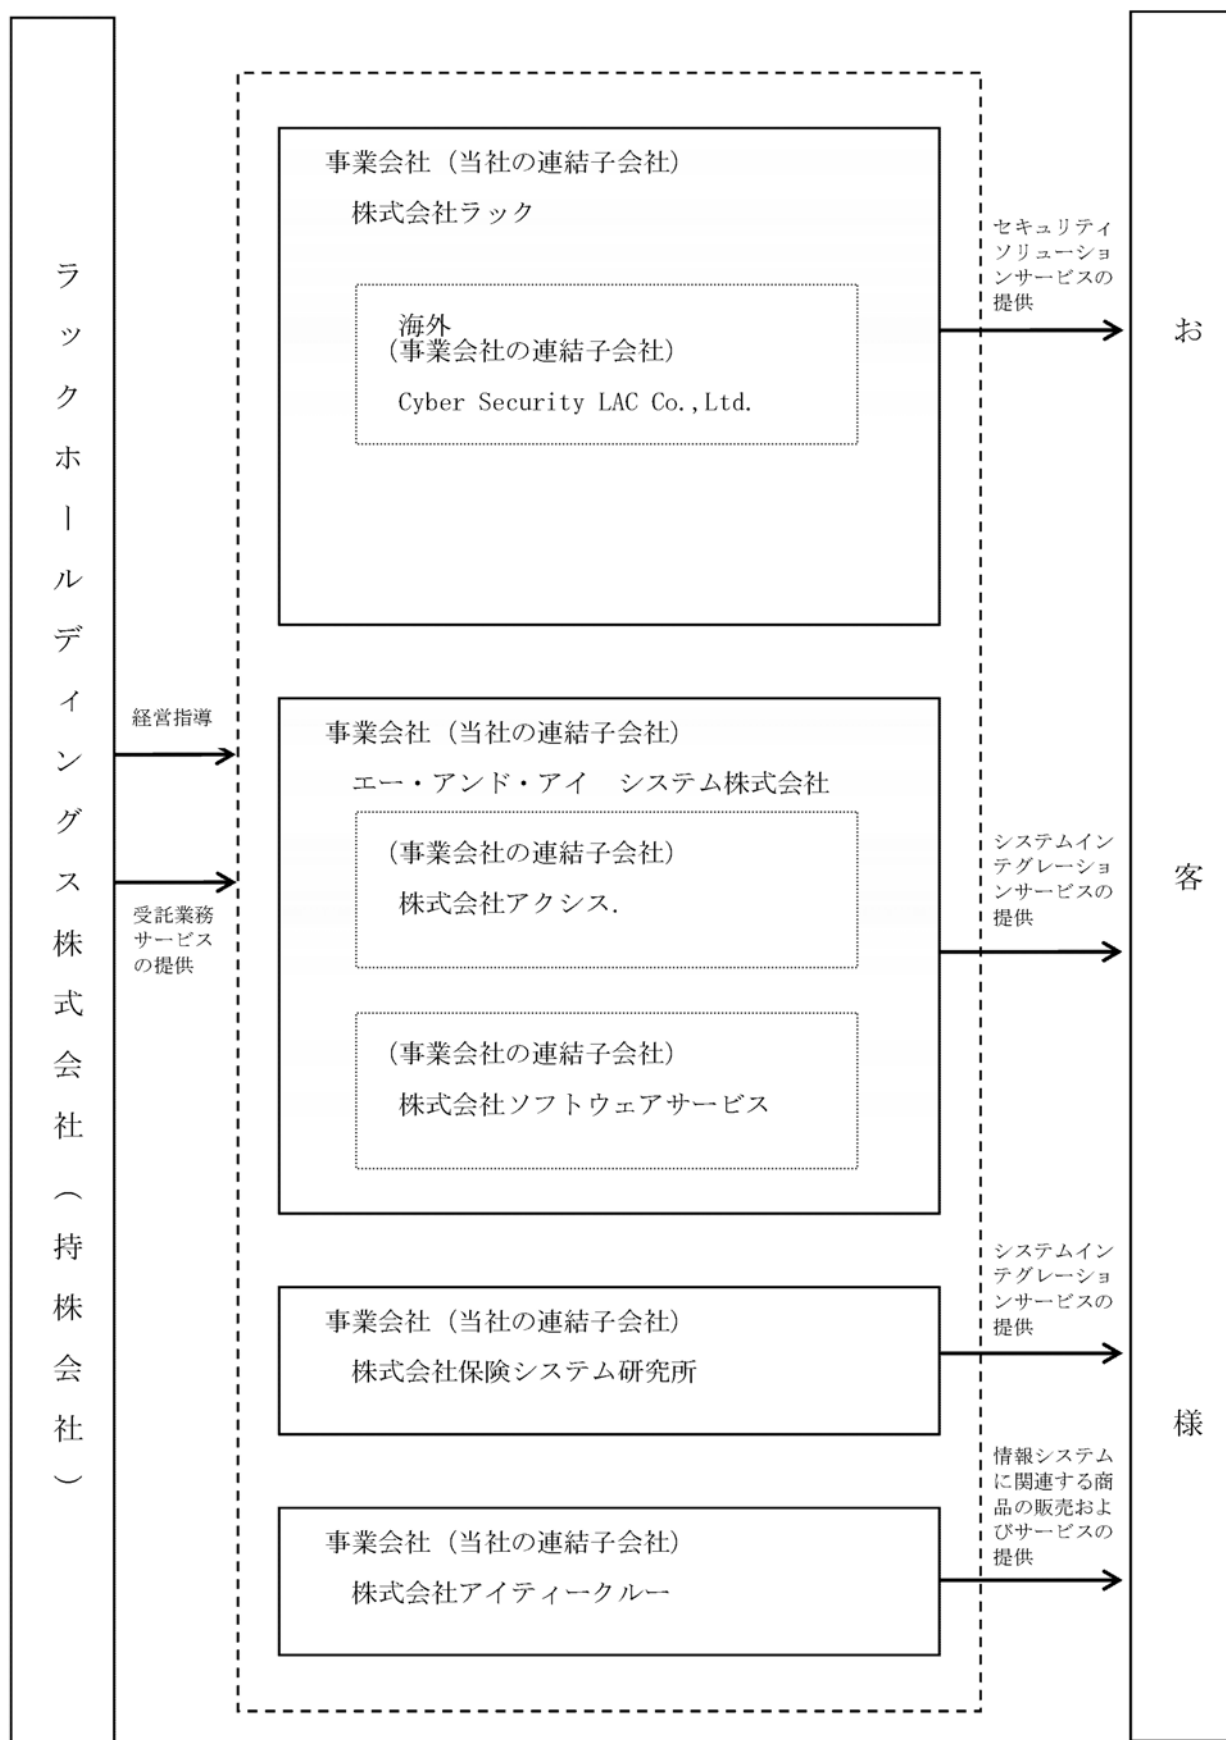 ラックホールディングス株式会社（持株会社）
経営指導
受託業務
サービス
の提供
事業会社（当社の連結子会社）
株式会社ラック
海外
（事業会社の連結子会社）
Cyber Security LAC Co.,Ltd.
セキュリティ
ソリューショ
ンサービスの
提供
事業会社（当社の連結子会社）
エー・アンド・アイ　システム株式会社
（事業会社の連結子会社）
株式会社アクシス.
（事業会社の連結子会社）
株式会社ソフトウェアサービス
システムイン
テグレーショ
ンサービスの
提供
事業会社（当社の連結子会社）
株式会社保険システム研究所
システムイン
テグレーショ
ンサービスの
提供
事業会社（当社の連結子会社）
株式会社アイティークルー
情報システム
に関連する商
品の販売およ
びサービスの
提供
お客様